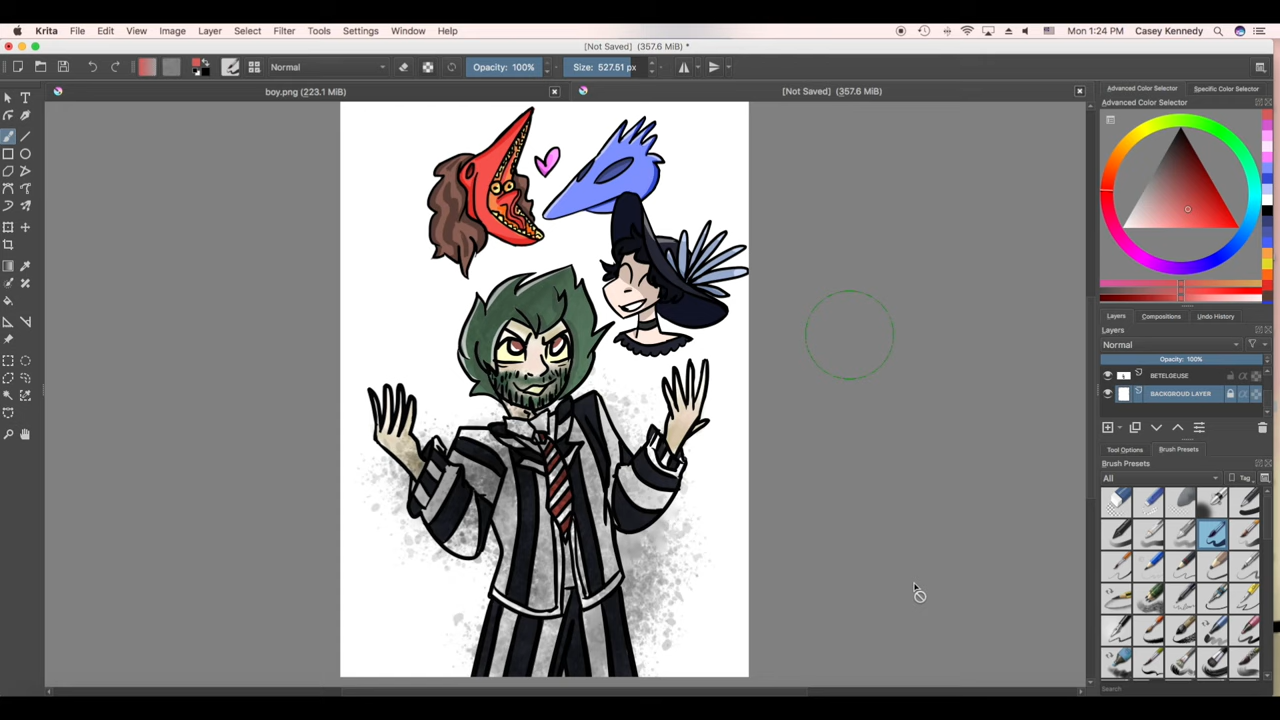 Krita File Edit View Image Layer Select Filter Tools Settings Window Help Mon 1:24 PM Casey Kennedy
[Not Saved] (357.6 MiB) *
Normal Opacity: 100% Size: 527.51 px
boy.png (223.1 MiB) [Not Saved] (357.6 MiB)
Advanced Color Selector Specific Color Selector
Advanced Color Selector
Layers Compositions Undo History
Layers
Normal
Opacity: 100%
BETELGEUSE
BACKGROUD LAYER
Tool Options Brush Presets
Brush Presets
All Tag
Search